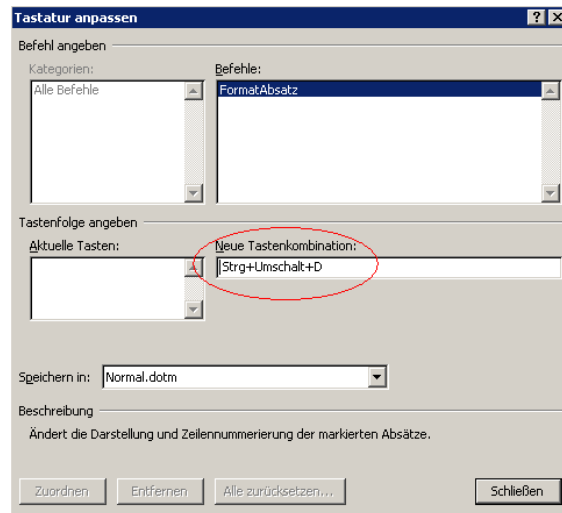 Tastatur anpassen
Befehl angeben
Kategorien:
Befehle:
Alle Befehle
FormatAbsatz
Tastenfolge angeben
Aktuelle Tasten:
Neue Tastenkombination:
Strg+Umschalt+D
Speichern in:
Normal.dotm
Beschreibung
Ändert die Darstellung und Zeilennummerierung der markierten Absätze.
Zuordnen
Entfernen
Alle zurücksetzen...
Schließen